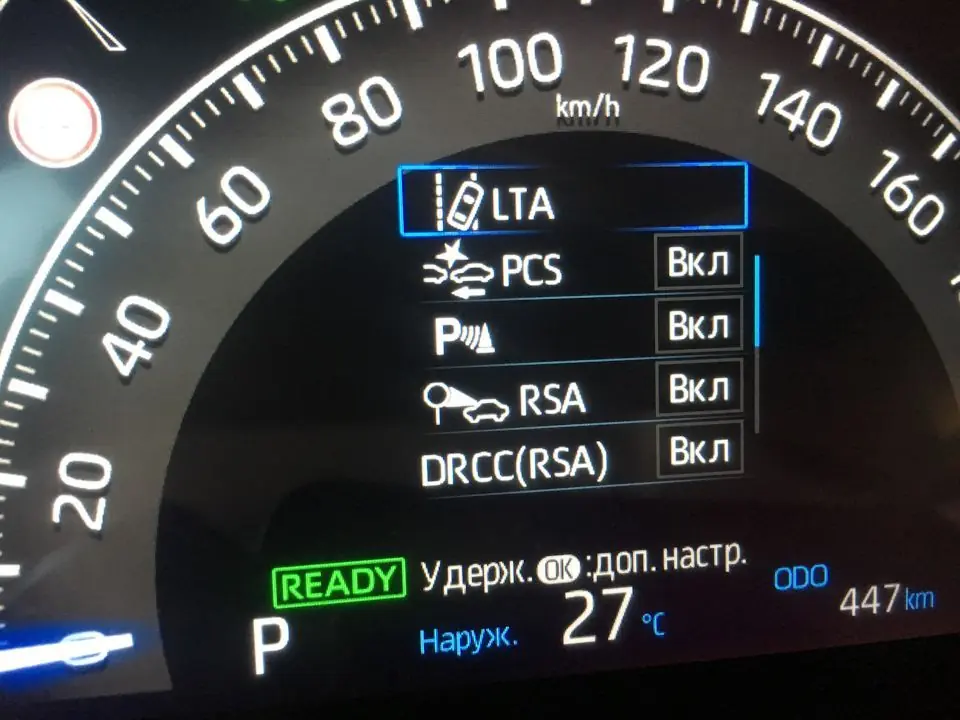 20
40
60
80
100
120
140
160
km/h
LTA
PCS Вкл
P Вкл
RSA Вкл
DRCC(RSA) Вкл
READY Удерж. OK :доп. настр.
P Наруж. 27 °C
ODO 447 km